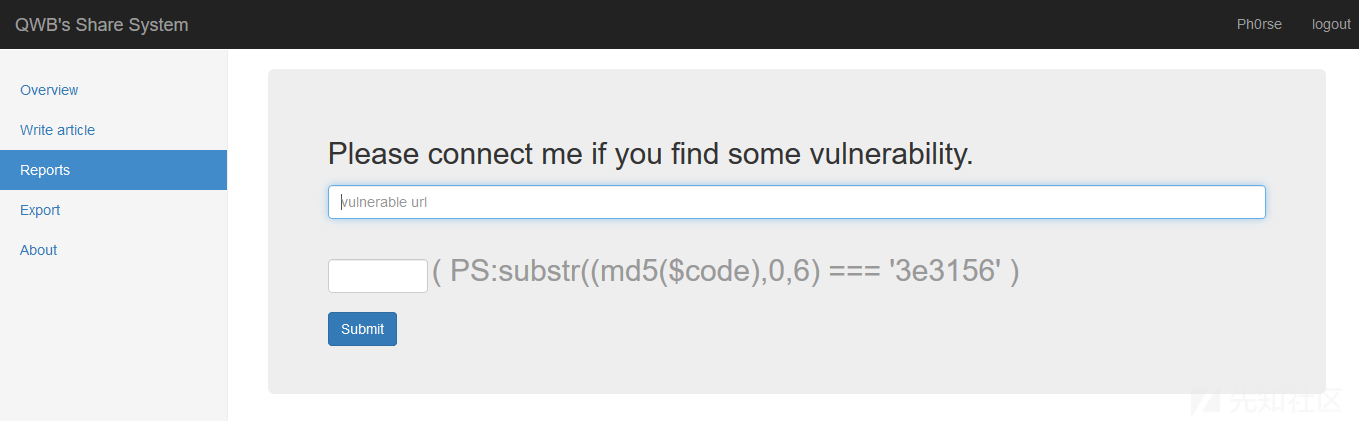 QWB's Share System
Ph0rse
logout
Overview
Write article
Reports
Export
About
Please connect me if you find some vulnerability.
vulnerable url
( PS:substr((md5($code),0,6) === '3e3156' )
Submit
先知社区